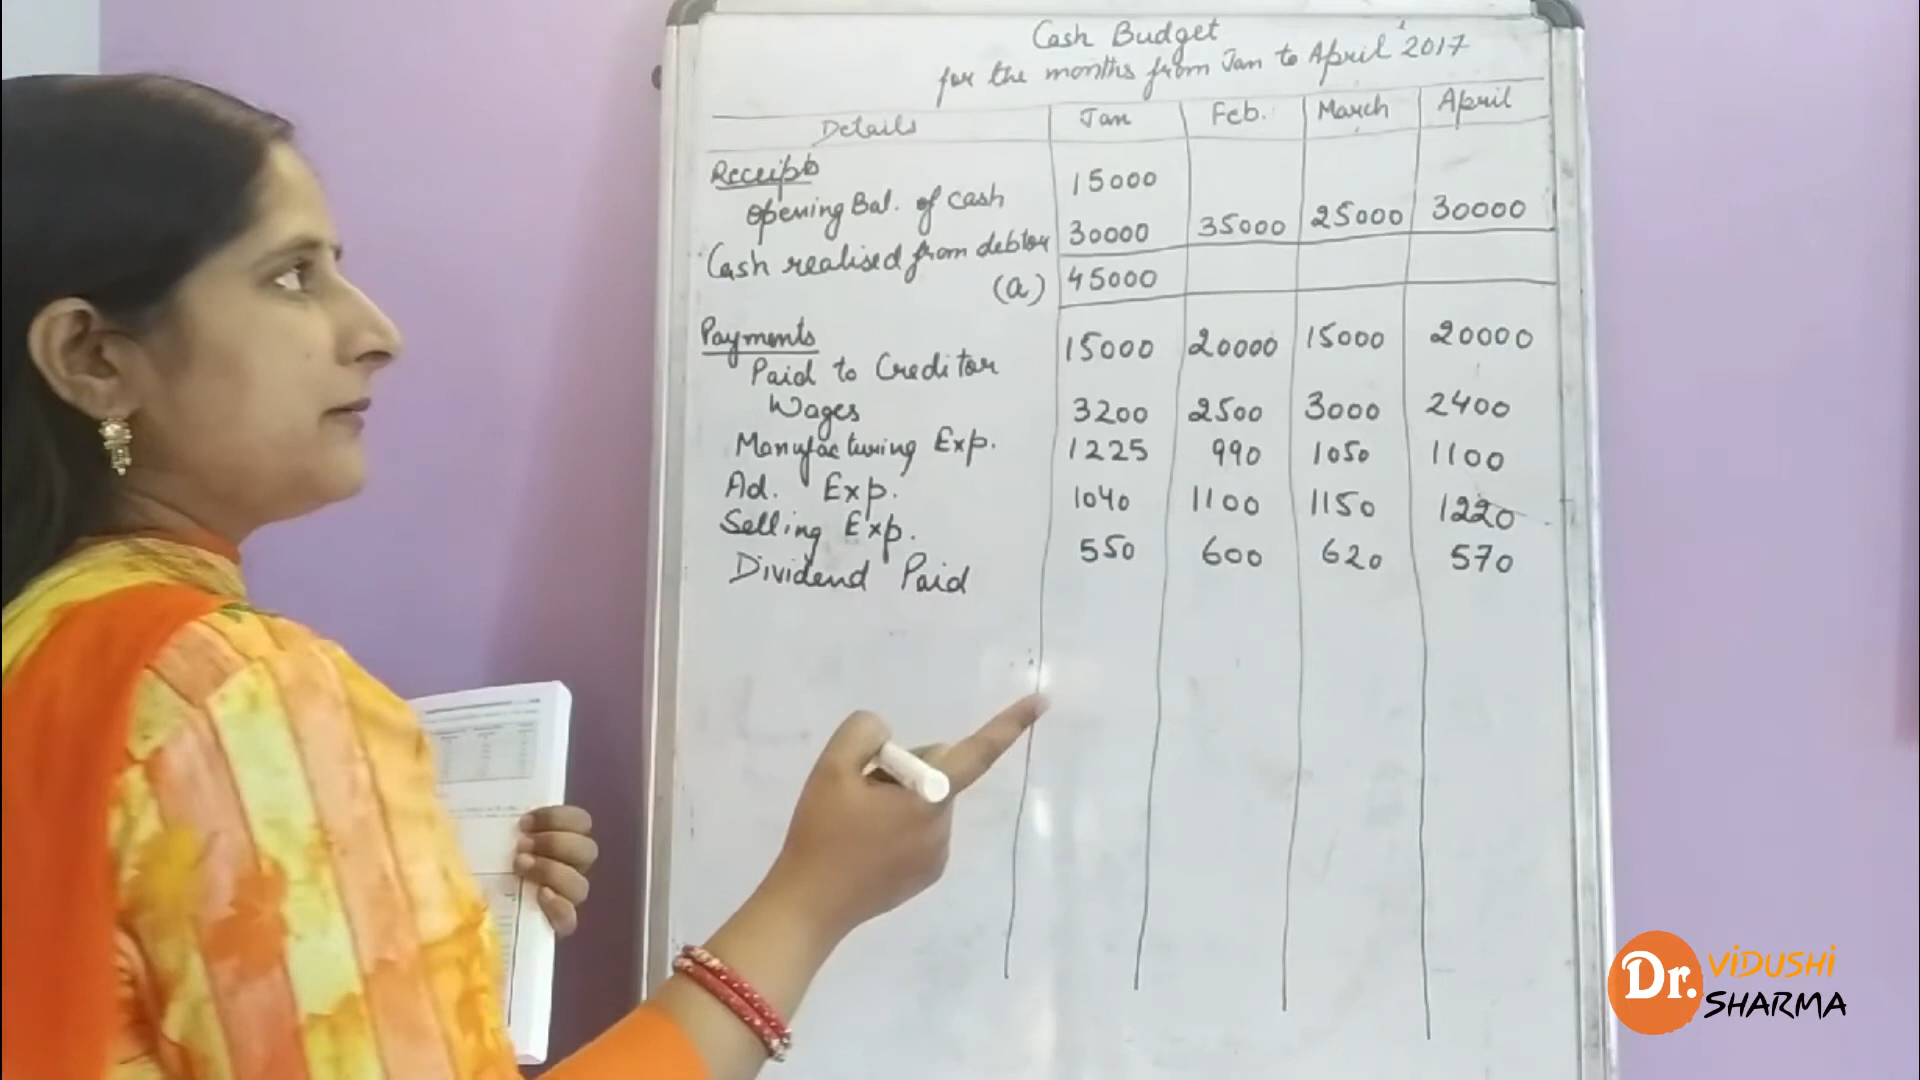 Cash Budget
for the months from Jan to April' 2017
Details Jan Feb. March April
Receipts
Opening Bal. of cash 15000
Cash realised from debtor 30000 35000 25000 30000
(a) 45000
Payments
Paid to Creditor 15000 20000 15000 20000
Wages 3200 2500 3000 2400
Manufacturing Exp. 1225 990 1050 1100
Ad. Exp. 1040 1100 1150 1220
Selling Exp. 550 600 620 570
Dividend Paid
Dr. ViDUSHi
SHARMA